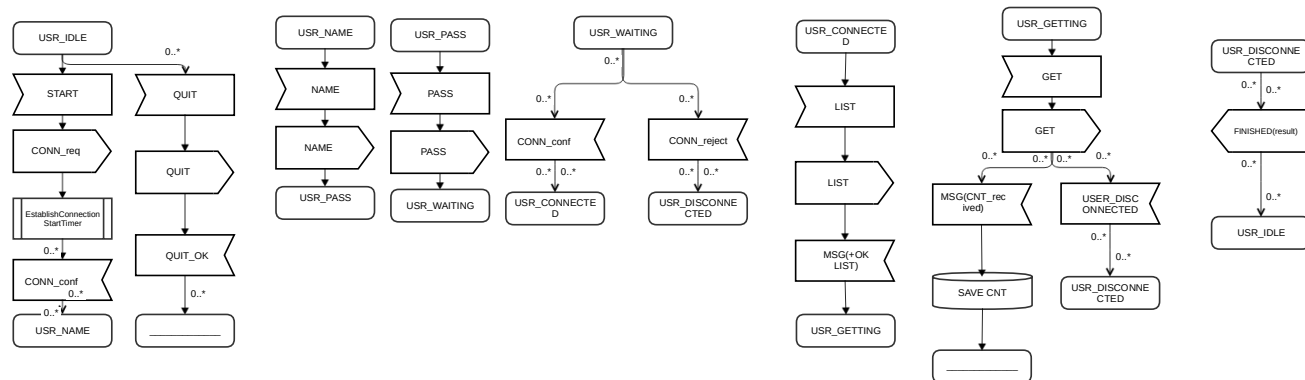 USR_IDLE
0..*
START
QUIT
CONN_req
QUIT
EstablishConnection
StartTimer
0..*
QUIT_OK
CONN_conf
0..*
0..*
0..*
USR_NAME
_____________
USR_NAME
NAME
NAME
USR_PASS
USR_PASS
PASS
PASS
USR_WAITING
USR_WAITING
0..*
0..*
0..*
CONN_conf
CONN_reject
0..*
0..*
0..*
0..*
USR_CONNECTE
D
USR_DISCONNE
CTED
USR_CONNECTE
D
LIST
LIST
MSG(+OK
LIST)
USR_GETTING
USR_GETTING
GET
GET
0..*
0..*
0..*
0..*
MSG(CNT_rec
ived)
USER_DISC
ONNECTED
0..*
0..*
SAVE CNT
USR_DISCONNE
CTED
_____________
USR_DISCONNE
CTED
0..*
0..*
FINISHED(result)
0..*
0..*
USR_IDLE